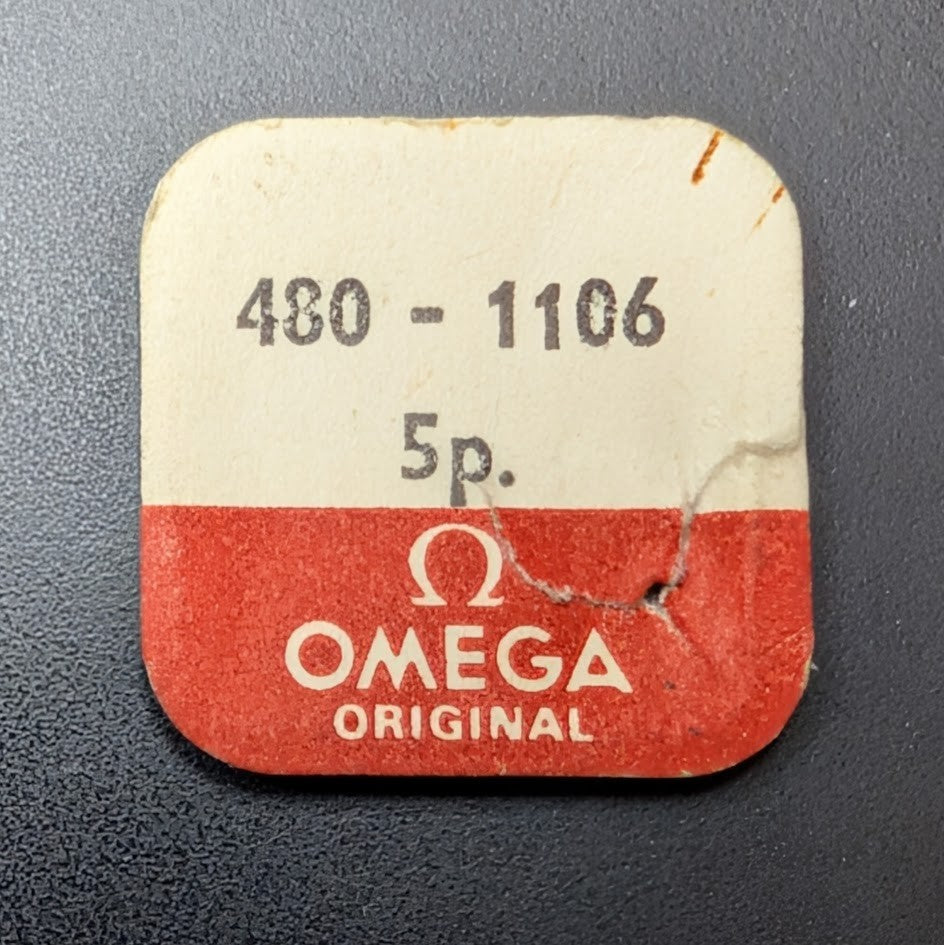 480 - 1106
5p.
Ω
OMEGA
ORIGINAL